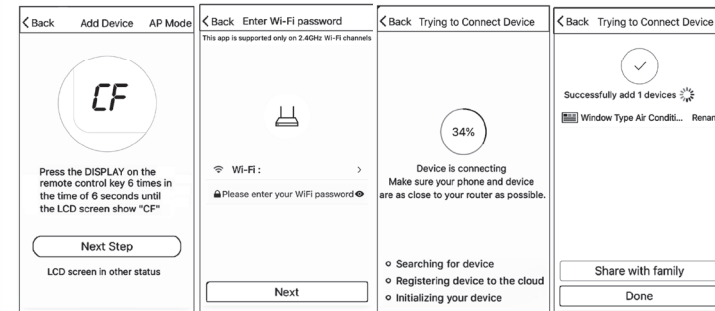 Back Add Device AP Mode
CF
Press the DISPLAY on the
remote control key 6 times in
the time of 6 seconds until
the LCD screen show "CF"
Next Step
LCD screen in other status
Back Enter Wi-Fi password
This app is supported only on 2.4GHz Wi-Fi channels
Wi-Fi :
Please enter your WiFi password
Next
Back Trying to Connect Device
34%
Device is connecting
Make sure your phone and device
are as close to your router as possible.
Searching for device
Registering device to the cloud
Initializing your device
Back Trying to Connect Device
Successfully add 1 devices
Window Type Air Conditi... Renam
Share with family
Done